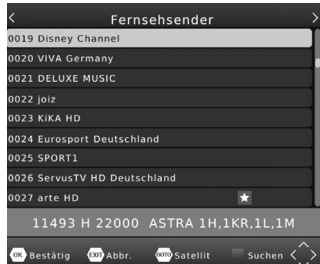 Fernsehsender
0019 Disney Channel
0020 VIVA Germany
0021 DELUXE MUSIC
0022 joiz
0023 KiKA HD
0024 Eurosport Deutschland
0025 SPORT1
0026 ServusTV HD Deutschland
0027 arte HD
11493 H 22000 ASTRA 1H,1KR,1L,1M
OK Bestätig EXIT Abbr. GOTO Satellit Suchen